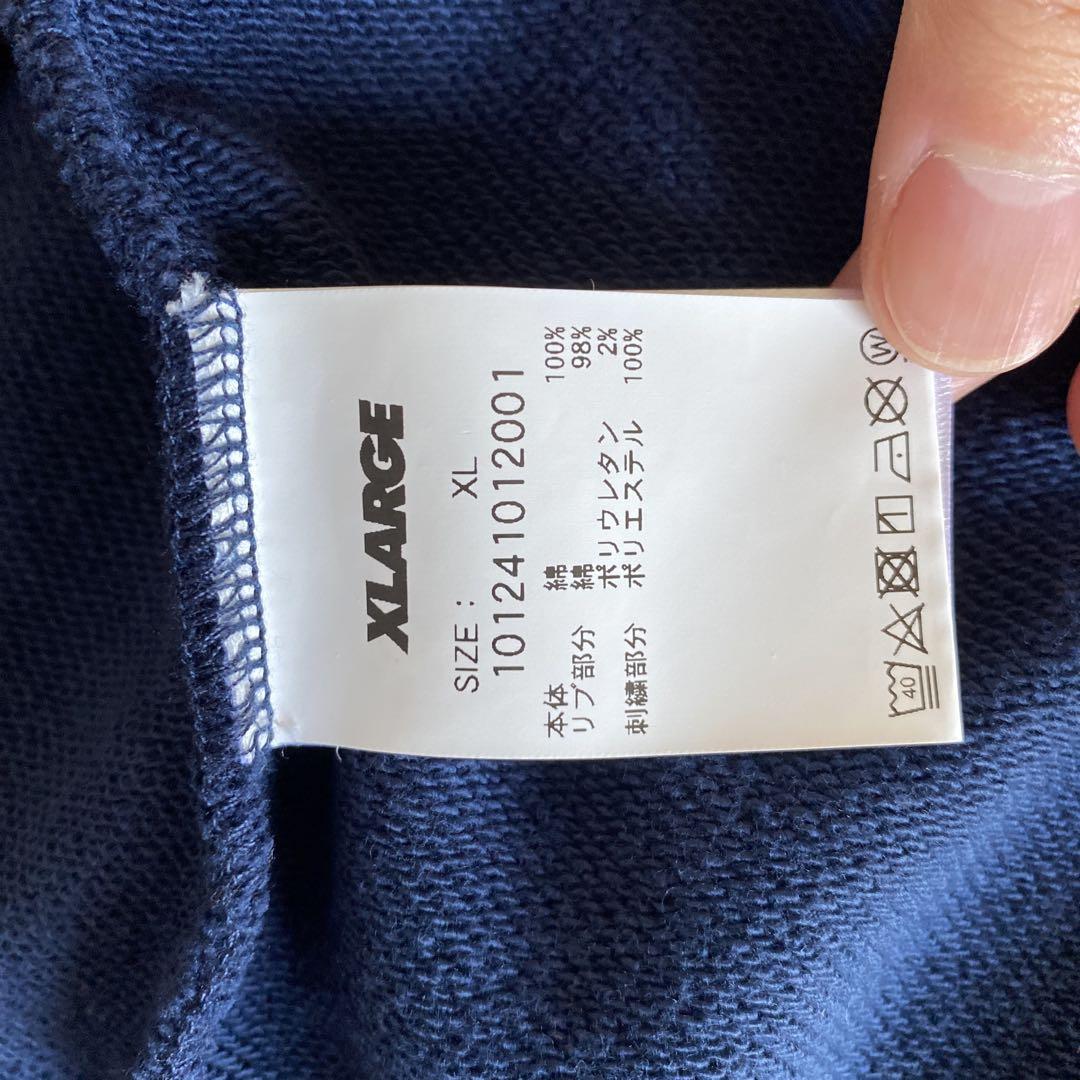 XLARGE
SIZE : XL
101241012001
本体 綿 100%
リブ部分 綿 98%
ポリウレタン 2%
刺繍部分 ポリエステル 100%
40
W